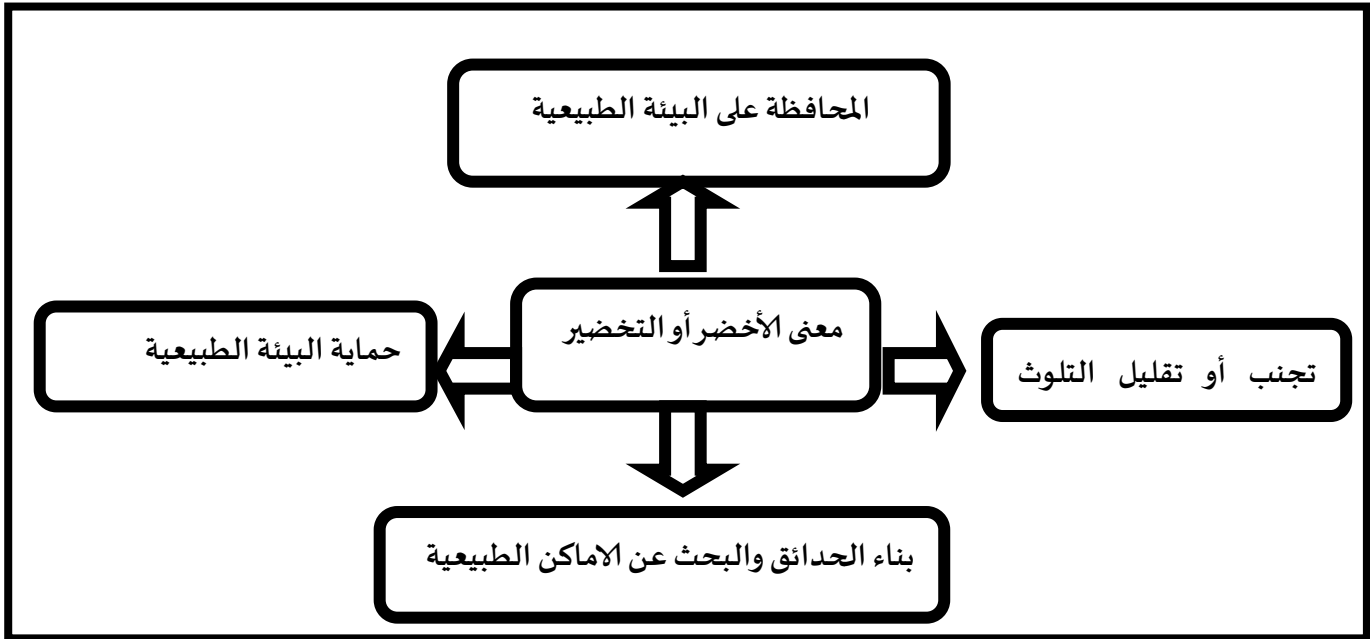 المحافظة على البيئة الطبيعية
معنى الأخضر أو التخضير
تجنب أو تقليل التلوث
حماية البيئة الطبيعية
بناء الحدائق والبحث عن الاماكن الطبيعية